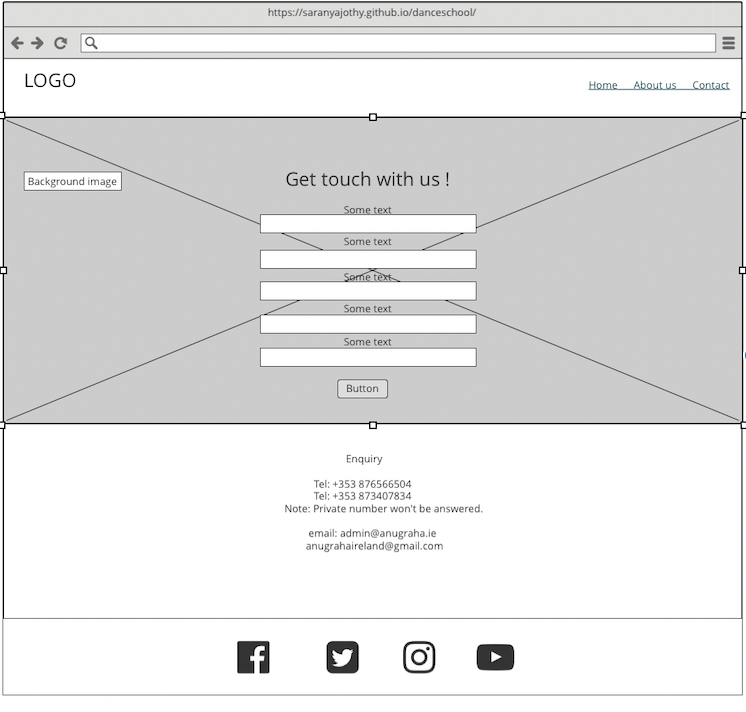 https://saranyajothy.github.io/danceschool/
LOGO
Home About us Contact
Background image
Get touch with us !
Some text
Some text
Some text
Some text
Some text
Button
Enquiry
Tel: +353 876566504
Tel: +353 873407834
Note: Private number won't be answered.
email: admin@anugraha.ie
anugrahaireland@gmail.com